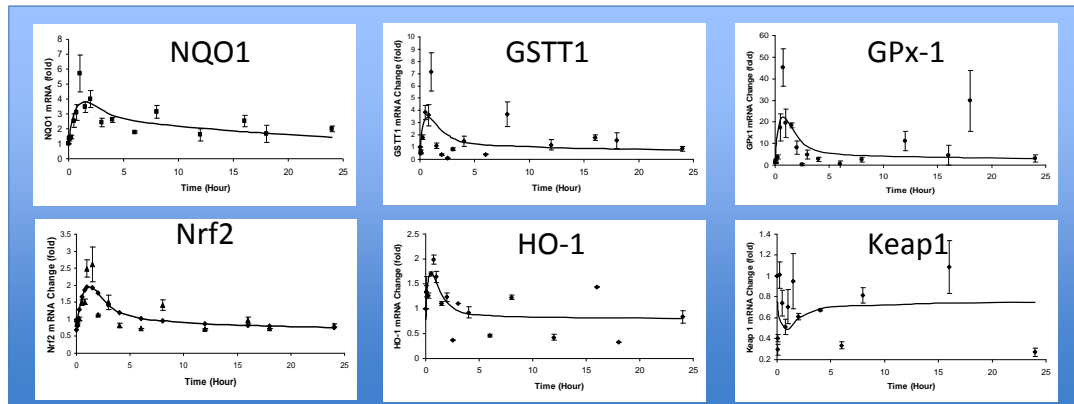 NQO1
NQO1 mRNA (fold)
8
7
6
5
4
3
2
1
0
0 5 10 15 20 25
Time (Hour)
GSTT1
GSTT1 mRNA Change (fold)
10
9
8
7
6
5
4
3
2
1
0
0 5 10 15 20 25
Time (Hour)
GPx-1
GPx1 mRNA Change (fold)
60
50
40
30
20
10
0
0 5 10 15 20 25
Time (Hour)
Nrf2
Nrf2 mRNA Change (fold)
3.5
3
2.5
2
1.5
1
0.5
0
0 5 10 15 20 25
Time (Hour)
HO-1
HO-1 mRNA Change (fold)
2.5
2
1.5
1
0.5
0
0 5 10 15 20 25
Time (Hour)
Keap1
Keap 1 mRNA Change (fold)
1.4
1.2
1
0.8
0.6
0.4
0.2
0 5 10 15 20 25
Time (Hour)